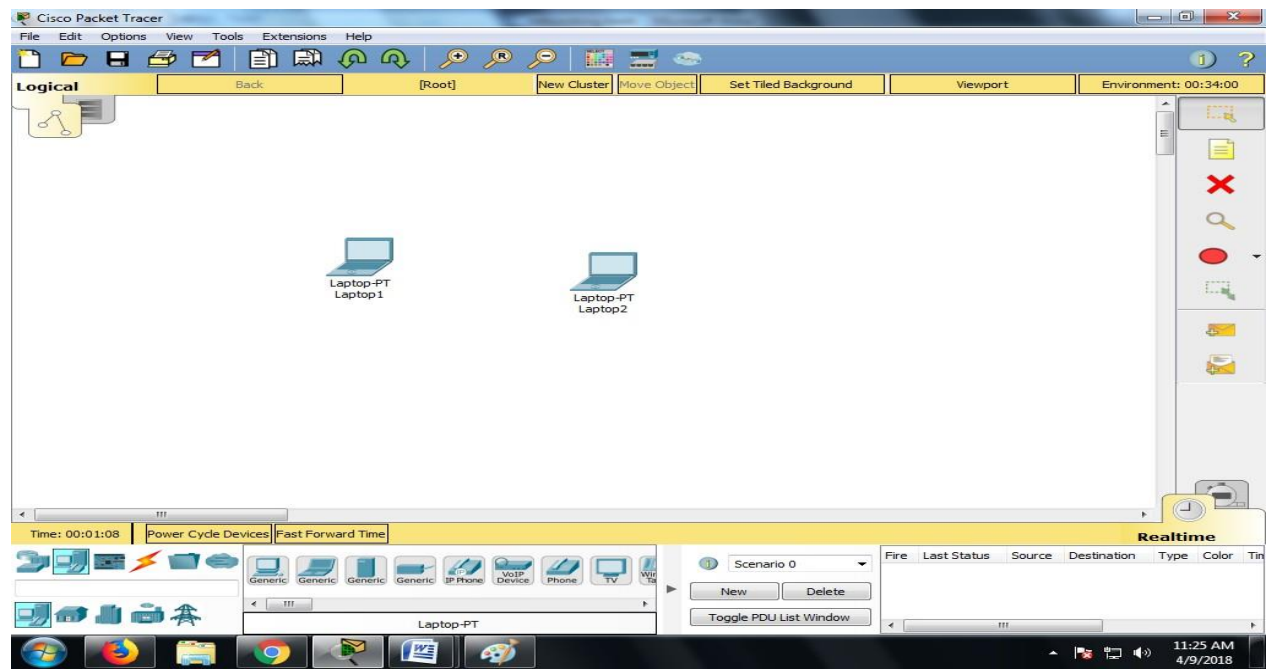 Cisco Packet Tracer
File Edit Options View Tools Extensions Help
Logical Back [Root] New Cluster Move Object Set Tiled Background Viewport Environment: 00:34:00
Laptop-PT
Laptop1
Laptop-PT
Laptop2
Time: 00:01:08 Power Cycle Devices Fast Forward Time
Realtime
Generic Generic Generic Generic IP Phone VoIP Device Phone TV
Laptop-PT
Scenario 0
New Delete
Toggle PDU List Window
Fire Last Status Source Destination Type Color Tin
11:25 AM
4/9/2018